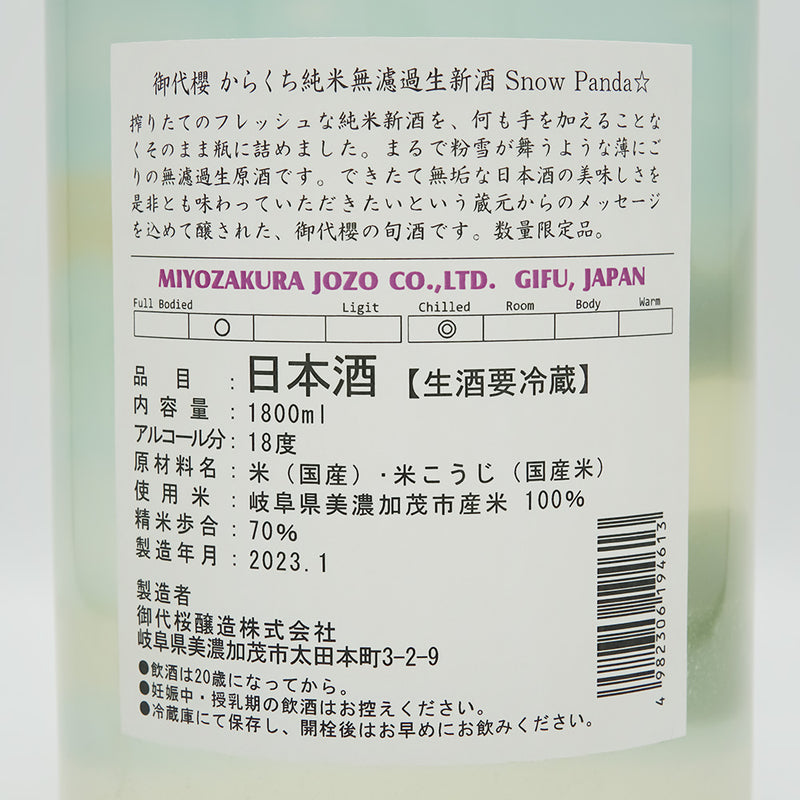 御代櫻 からくち純米無濾過生新酒 Snow Panda☆
搾りたてのフレッシュな純米新酒を、何も手を加えることな
くそのまま瓶に詰めました。まるで粉雪が舞うような薄にご
りの無濾過生原酒です。できたて無垢な日本酒の美味しさを
是非とも味わっていただきたいという蔵元からのメッセージ
を込めて醸された、御代櫻の旬酒です。数量限定品。
MIYOZAKURA JOZO CO.,LTD. GIFU, JAPAN
Full Bodied Ligit Chilled Room Body Warm
○ ◎
品目:日本酒【生酒要冷蔵】
内容量:1800ml
アルコール分:18度
原材料名:米(国産)・米こうじ(国産米)
使用米:岐阜県美濃加茂市産米 100%
精米歩合:70%
製造年月:2023.1
製造者
御代桜醸造株式会社
岐阜県美濃加茂市太田本町3-2-9
●飲酒は20歳になってから。
●妊娠中・授乳期の飲酒はお控えください。
●冷蔵庫にて保存し、開栓後はお早めにお飲みください。
4 982306 194613